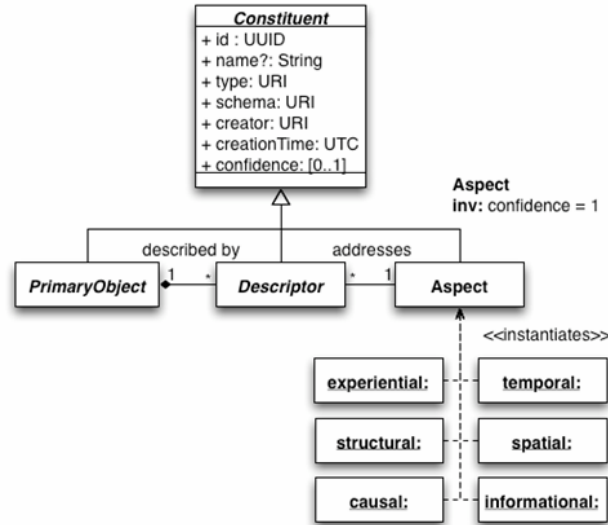 Constituent
+ id : UUID
+ name?: String
+ type: URI
+ schema: URI
+ creator: URI
+ creationTime: UTC
+ confidence: [0..1]
Aspect
inv: confidence = 1
described by
addresses
1
*
*
1
PrimaryObject
Descriptor
Aspect
<<instantiates>>
experiential:
temporal:
structural:
spatial:
causal:
informational: